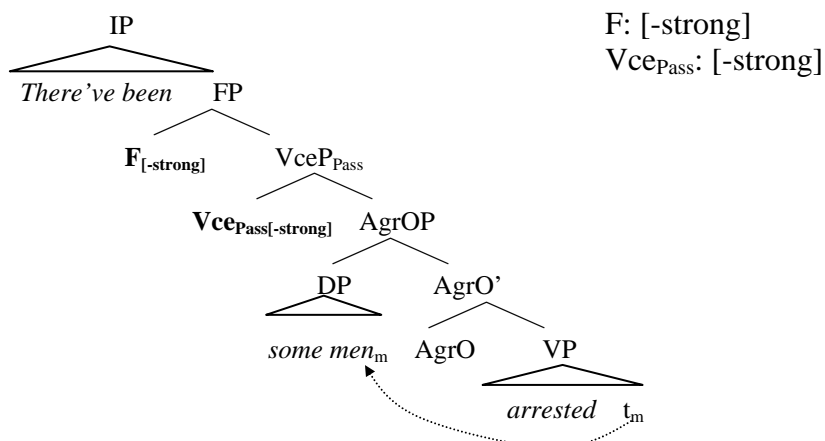 IP
F: [-strong]
VcePass: [-strong]
There've been FP
F[-strong] VcePPass
VcePass[-strong] AgrOP
DP AgrO'
some menm AgrO VP
arrested tm